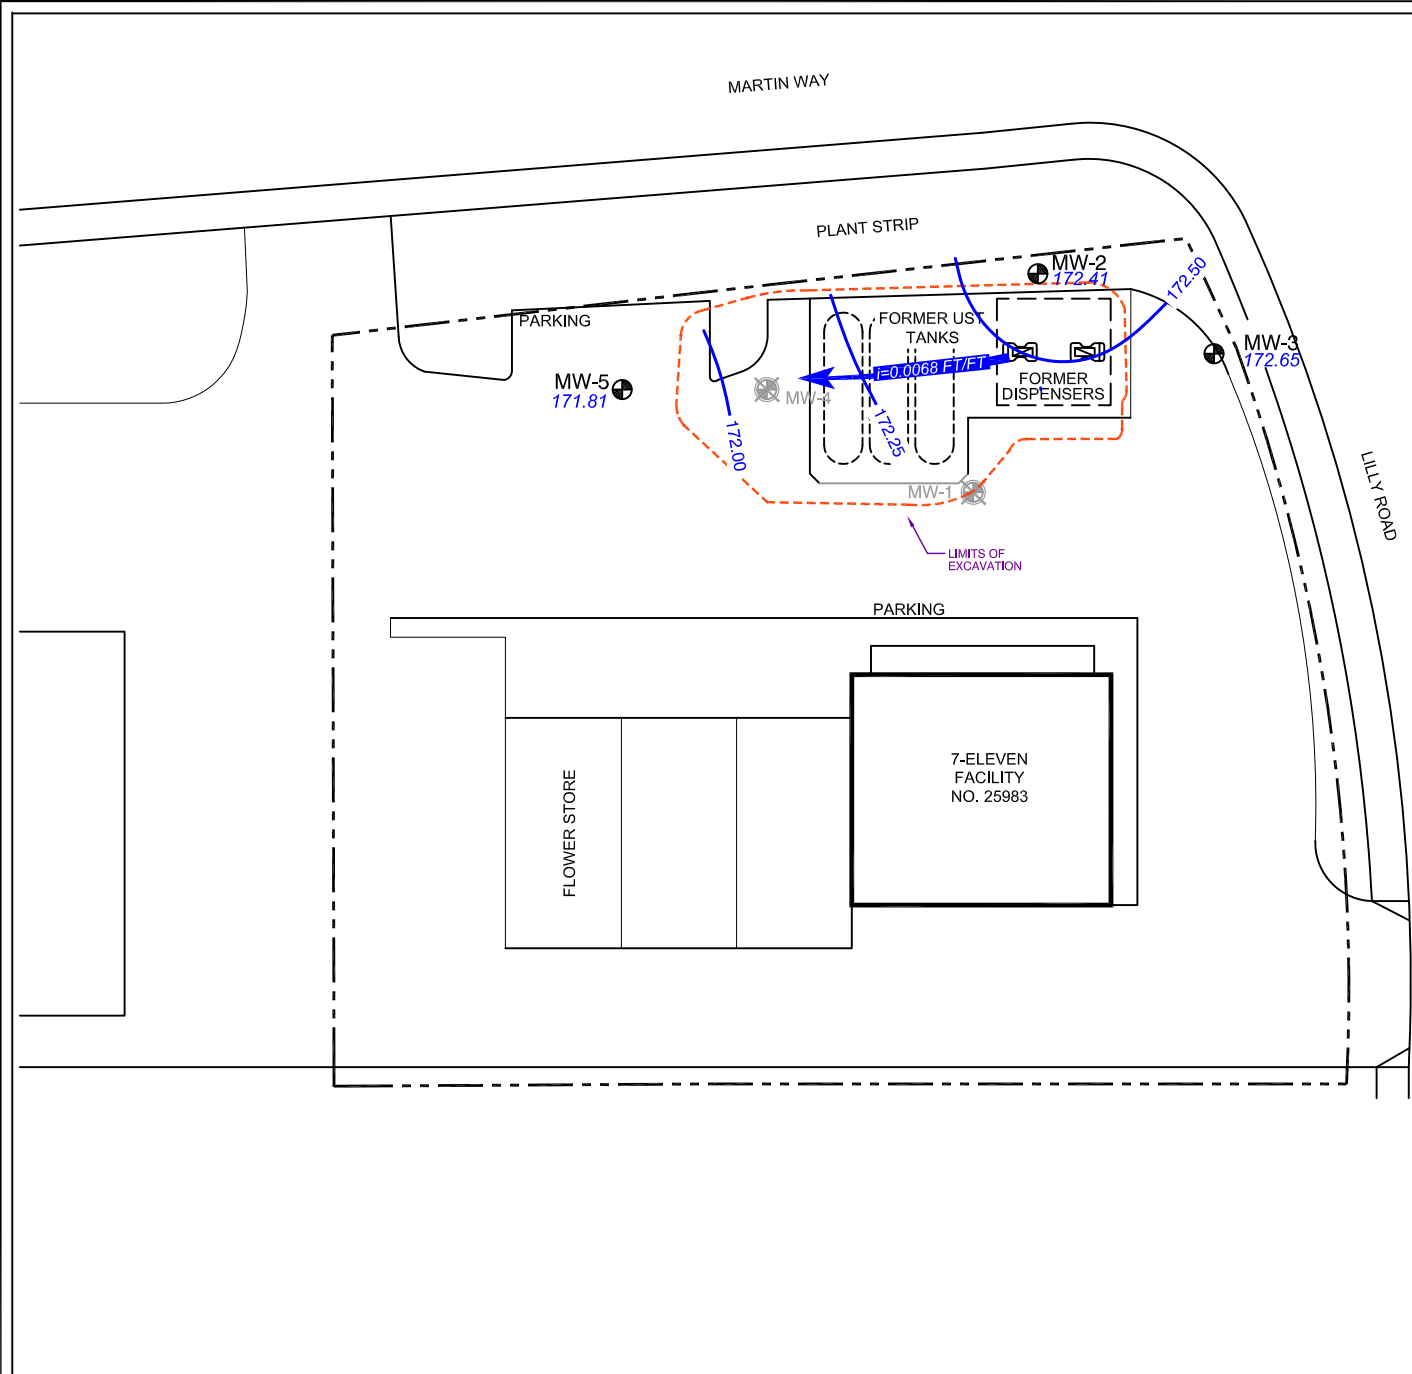 MARTIN WAY
PLANT STRIP
MW-2
172.41
172.50
PARKING
FORMER UST
TANKS
MW-3
172.65
i=0.0068 FT/FT
MW-5
171.81
MW-4
FORMER
DISPENSERS
172.00
172.25
MW-1
LILLY ROAD
LIMITS OF
EXCAVATION
PARKING
7-ELEVEN
FACILITY
NO. 25983
FLOWER STORE